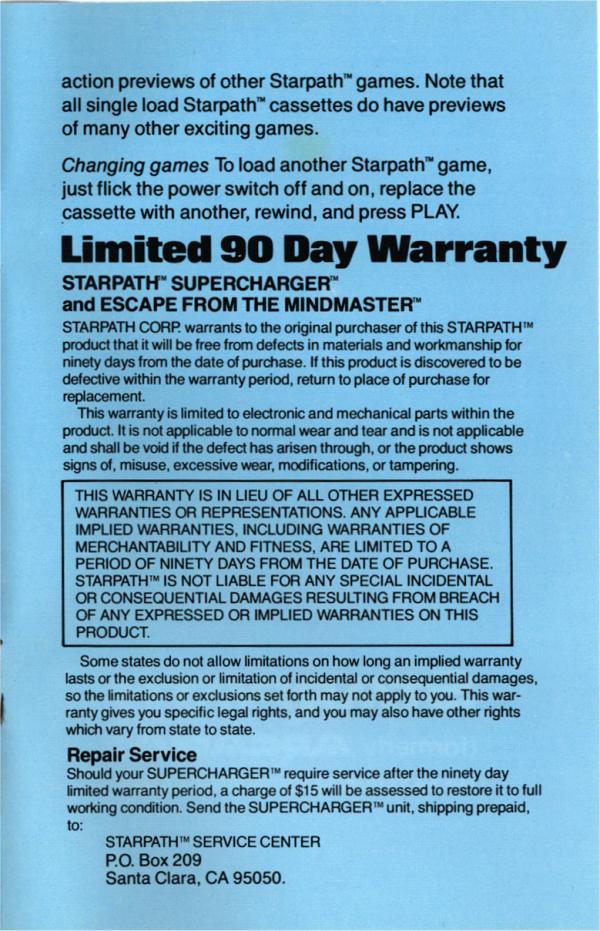 action previews of other Starpath™ games. Note that
all single load Starpath™ cassettes do have previews
of many other exciting games.
Changing games To load another Starpath™ game,
just flick the power switch off and on, replace the
cassette with another, rewind, and press PLAY.
Limited 90 Day Warranty
STARPATH™ SUPERCHARGER™
and ESCAPE FROM THE MINDMASTER™
STARPATH CORP. warrants to the original purchaser of this STARPATH™
product that it will be free from defects in materials and workmanship for
ninety days from the date of purchase. If this product is discovered to be
defective within the warranty period, return to place of purchase for
replacement.
This warranty is limited to electronic and mechanical parts within the
product. It is not applicable to normal wear and tear and is not applicable
and shall be void if the defect has arisen through, or the product shows
signs of, misuse, excessive wear, modifications, or tampering.
THIS WARRANTY IS IN LIEU OF ALL OTHER EXPRESSED
WARRANTIES OR REPRESENTATIONS. ANY APPLICABLE
IMPLIED WARRANTIES, INCLUDING WARRANTIES OF
MERCHANTABILITY AND FITNESS, ARE LIMITED TO A
PERIOD OF NINETY DAYS FROM THE DATE OF PURCHASE.
STARPATH™ IS NOT LIABLE FOR ANY SPECIAL INCIDENTAL
OR CONSEQUENTIAL DAMAGES RESULTING FROM BREACH
OF ANY EXPRESSED OR IMPLIED WARRANTIES ON THIS
PRODUCT.
Some states do not allow limitations on how long an implied warranty
lasts or the exclusion or limitation of incidental or consequential damages,
so the limitations or exclusions set forth may not apply to you. This war-
ranty gives you specific legal rights, and you may also have other rights
which vary from state to state.
Repair Service
Should your SUPERCHARGER™ require service after the ninety day
limited warranty period, a charge of $15 will be assessed to restore it to full
working condition. Send the SUPERCHARGER™ unit, shipping prepaid,
to:
STARPATH™ SERVICE CENTER
P.O. Box 209
Santa Clara, CA 95050.